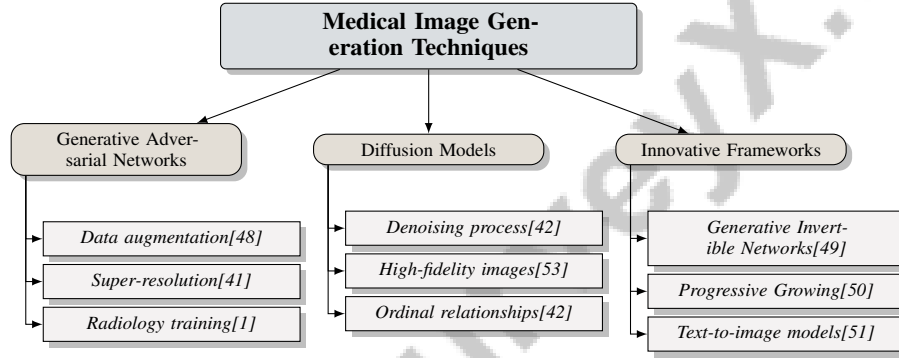 Medical Image Gen-
eration Techniques
Generative Adver-
sarial Networks
Diffusion Models
Innovative Frameworks
Data augmentation[48]
Super-resolution[41]
Radiology training[1]
Denoising process[42]
High-fidelity images[53]
Ordinal relationships[42]
Generative Invert-
ible Networks[49]
Progressive Growing[50]
Text-to-image models[51]